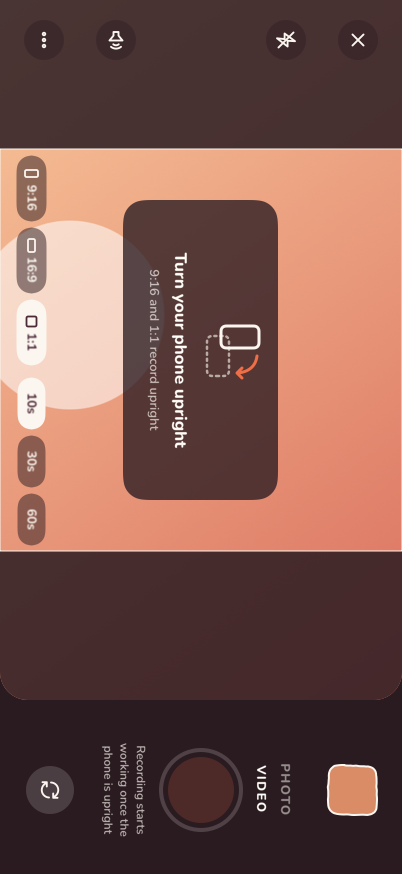 9:16
16:9
1:1
10s
30s
60s
Turn your phone upright
9:16 and 1:1 record upright
PHOTO
VIDEO
Recording starts
working once the
phone is upright